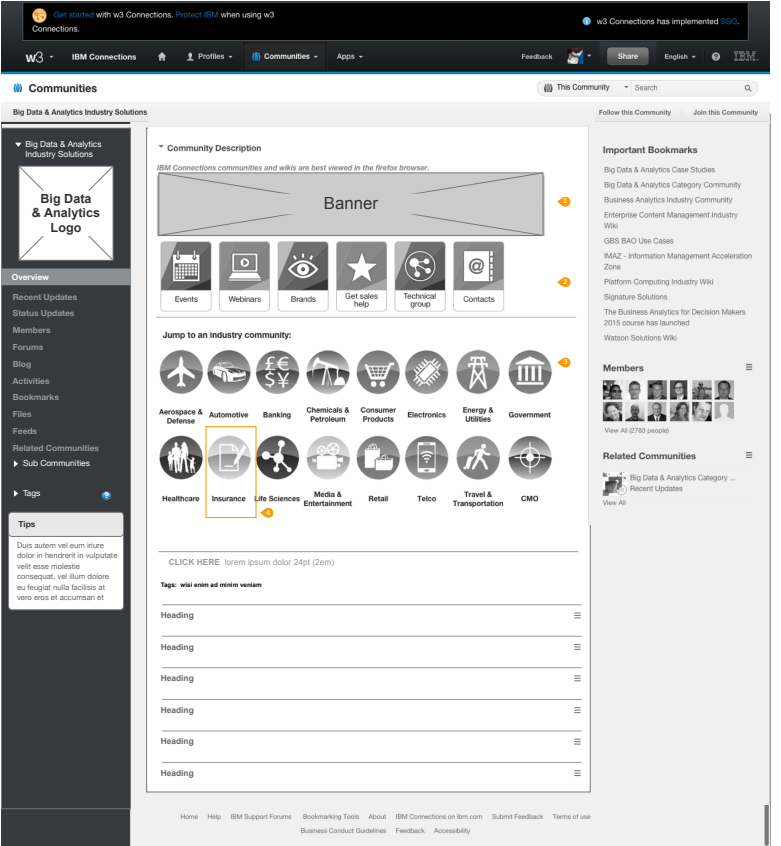 Get started with w3 Connections. Protect IBM when using w3
Connections.
w3 Connections has implemented SSO.
w3 IBM Connections Profiles Communities Apps Feedback Share English IBM.
Communities
This Community Search
Big Data & Analytics Industry Solutions
Follow this Community Join this Community
Big Data & Analytics
Industry Solutions
Big Data
& Analytics
Logo
Overview
Recent Updates
Status Updates
Members
Forums
Blog
Activities
Bookmarks
Files
Feeds
Related Communities
Sub Communities
Tags
Tips
Duis autem vel eum iriure
dolor in hendrerit in vulputate
velit esse molestie
consequat, vel illum dolore
eu feugiat nulla facilisis at
vero eros et accumsan et
Community Description
IBM Connections communities and wikis are best viewed in the firefox browser.
Banner
1
Events Webinars Brands Get sales help Technical group Contacts
2
Jump to an industry community:
£€
$¥
3
Aerospace & Defense Automotive Banking Chemicals & Petroleum Consumer Products Electronics Energy & Utilities Government
Healthcare Insurance Life Sciences Media & Entertainment Retail Telco Travel & Transportation CMO
4
CLICK HERE lorem ipsum dolor 24pt (2em)
Tags: wisi enim ad minim veniam
Heading
Heading
Heading
Heading
Heading
Heading
Important Bookmarks
Big Data & Analytics Case Studies
Big Data & Analytics Category Community
Business Analytics Industry Community
Enterprise Content Management Industry
Wiki
GBS BAO Use Cases
IMAZ - Information Management Acceleration
Zone
Platform Computing Industry Wiki
Signature Solutions
The Business Analytics for Decision Makers
2015 course has launched
Watson Solutions Wiki
Members
View All (2783 people)
Related Communities
Big Data & Analytics Category ...
Recent Updates
View All
Home Help IBM Support Forums Bookmarking Tools About IBM Connections on ibm.com Submit Feedback Terms of use
Business Conduct Guidelines Feedback Accessibility